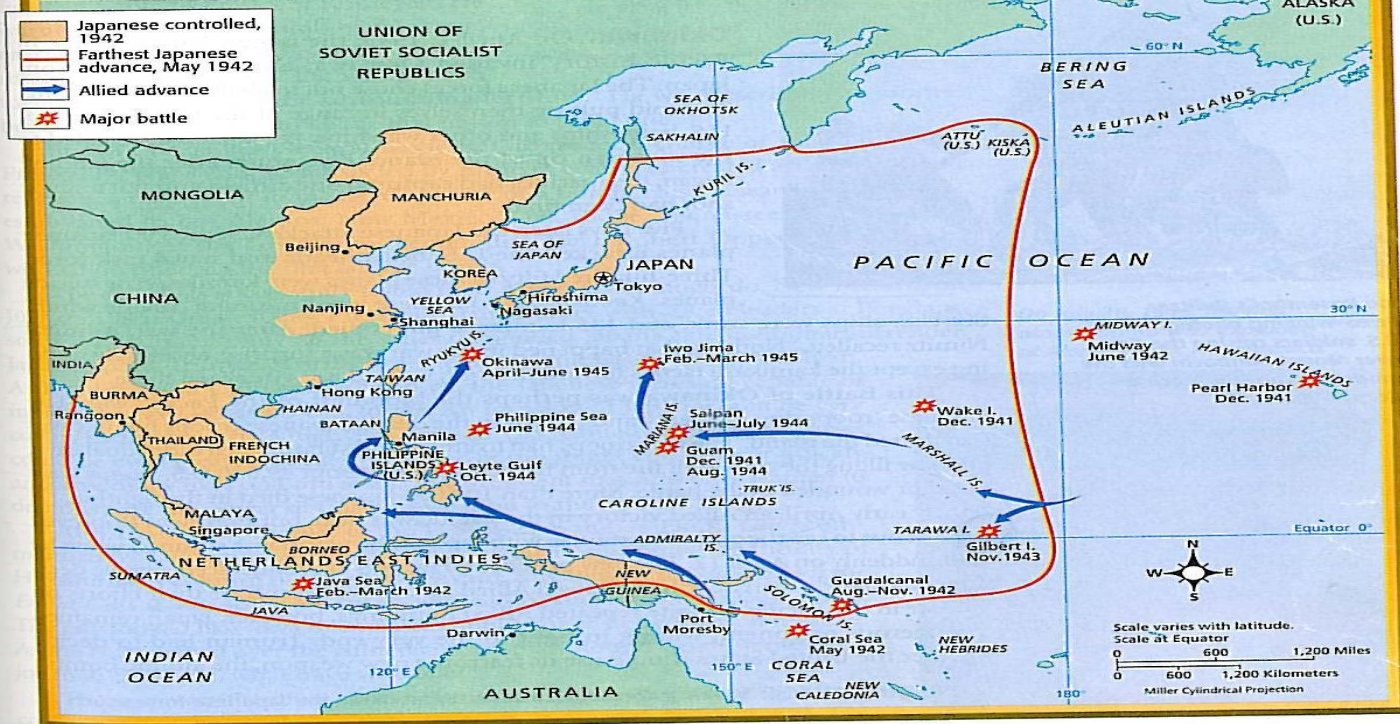 Japanese controlled,
1942
Farthest Japanese
advance, May 1942
Allied advance
Major battle
UNION OF
SOVIET SOCIALIST
REPUBLICS
ALASKA
(U.S.)
60° N
BERING
SEA
SEA OF
OKHOTSK
ALEUTIAN ISLANDS
SAKHALIN
ATTU
(U.S.)
KISKA
(U.S.)
KURIL IS.
MONGOLIA
MANCHURIA
Beijing
SEA OF
JAPAN
JAPAN
KOREA
Tokyo
PACIFIC OCEAN
CHINA
Hiroshima
YELLOW
SEA
Nanjing
Nagasaki
Shanghai
30° N
MIDWAY I.
Midway
June 1942
RYUKYU IS.
Iwo Jima
Feb.–March 1945
HAWAIIAN ISLANDS
INDIA
Okinawa
April–June 1945
TAIWAN
Pearl Harbor
Dec. 1941
BURMA
Hong Kong
Rangoon
HAINAN
BATAAN
Philippine Sea
June 1944
MARIANA IS.
Saipan
June–July 1944
Wake I.
Dec. 1941
THAILAND
FRENCH
INDOCHINA
Manila
Guam
Dec. 1941
Aug. 1944
MARSHALL IS.
PHILIPPINE
ISLANDS
(U.S.)
Leyte Gulf
Oct. 1944
TRUK IS.
CAROLINE ISLANDS
MALAYA
Singapore
TARAWA I.
Equator 0°
BORNEO
ADMIRALTY
IS.
Gilbert I.
Nov.1943
NETHERLANDS EAST INDIES
N
W
E
S
SUMATRA
Java Sea
Feb.–March 1942
NEW
GUINEA
Guadalcanal
Aug.–Nov. 1942
SOLOMON IS.
JAVA
Port
Moresby
Darwin
Coral Sea
May 1942
NEW
HEBRIDES
Scale varies with latitude.
Scale at Equator
0 600 1,200 Miles
0 600 1,200 Kilometers
Miller Cylindrical Projection
INDIAN
OCEAN
120° E
150° E
CORAL
SEA
180°
AUSTRALIA
NEW
CALEDONIA